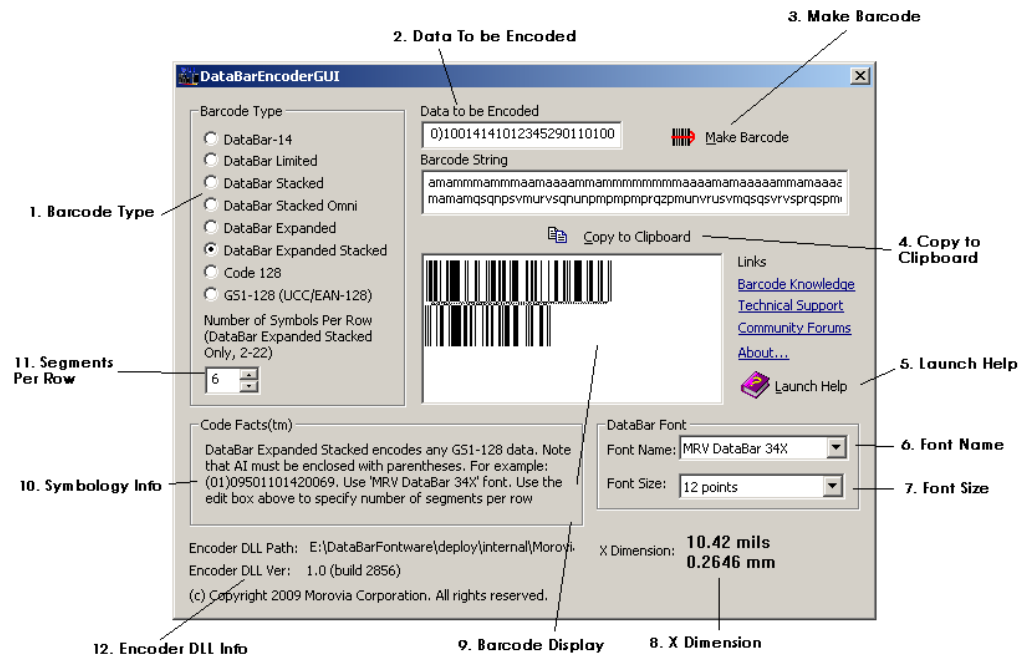 3. Make Barcode
2. Data To be Encoded
DataBarEncoderGUI
Barcode Type
DataBar-14
DataBar Limited
DataBar Stacked
DataBar Stacked Omni
DataBar Expanded
DataBar Expanded Stacked
Code 128
GS1-128 (UCC/EAN-128)
Number of Symbols Per Row
(DataBar Expanded Stacked
Only, 2-22)
6
1. Barcode Type
11. Segments
Per Row
Data to be Encoded
0)10014141012345290110100
Make Barcode
Barcode String
Copy to Clipboard
4. Copy to
Clipboard
Links
Barcode Knowledge
Technical Support
Community Forums
About...
Launch Help
5. Launch Help
Code Facts(tm)
DataBar Expanded Stacked encodes any GS1-128 data. Note
that AI must be enclosed with parentheses. For example:
(01)09501101420069. Use 'MRV DataBar 34X' font. Use the
edit box above to specify number of segments per row
10. Symbology Info
DataBar Font
Font Name: MRV DataBar 34X
Font Size: 12 points
6. Font Name
7. Font Size
Encoder DLL Path: E:\DataBarFontware\deploy\internal\Morovi
Encoder DLL Ver: 1.0 (build 2856)
(c) Copyright 2009 Morovia Corporation. All rights reserved.
X Dimension: 10.42 mils
0.2646 mm
12. Encoder DLL Info
9. Barcode Display
8. X Dimension